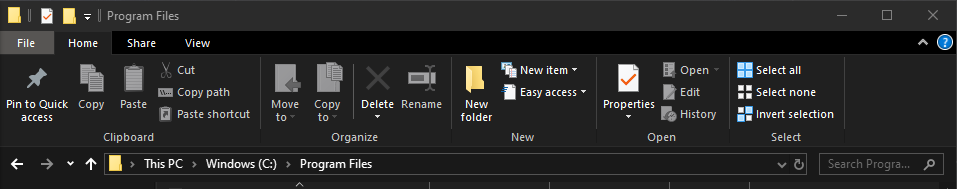 Program Files
File Home Share View
Pin to Quick access
Copy
Paste
Cut
Copy path
Paste shortcut
Clipboard
Move to
Copy to
Delete
Rename
Organize
New folder
New item
Easy access
New
Properties
Open
Edit
History
Open
Select all
Select none
Invert selection
Select
This PC > Windows (C:) > Program Files
Search Progra...